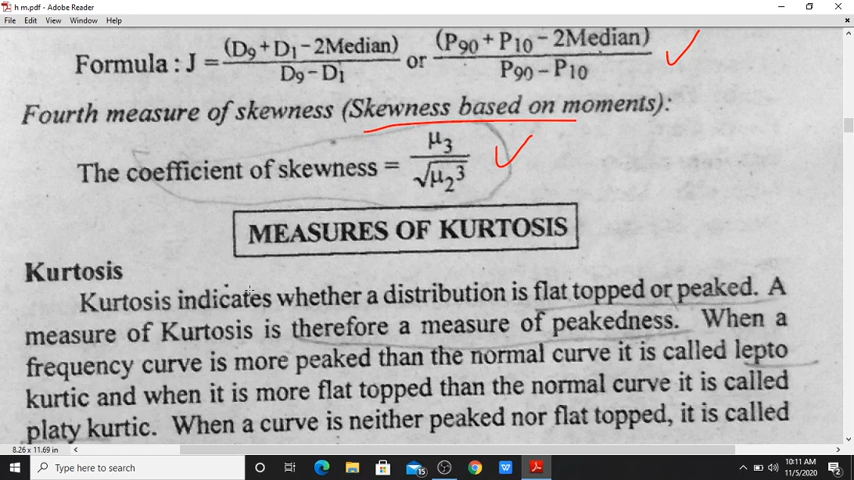 h m.pdf - Adobe Reader
File Edit View Window Help
Formula : J = (D9 + D1 − 2Median) / D9 − D1 or (P90 + P10 − 2Median) / P90 − P10
Fourth measure of skewness (Skewness based on moments):
The coefficient of skewness = μ3 / √μ2³
MEASURES OF KURTOSIS
Kurtosis
Kurtosis indicates whether a distribution is flat topped or peaked. A
measure of Kurtosis is therefore a measure of peakedness. When a
frequency curve is more peaked than the normal curve it is called lepto
kurtic and when it is more flat topped than the normal curve it is called
platy kurtic. When a curve is neither peaked nor flat topped, it is called
8.26 x 11.69 in
Type here to search
15
10:11 AM
11/5/2020
2